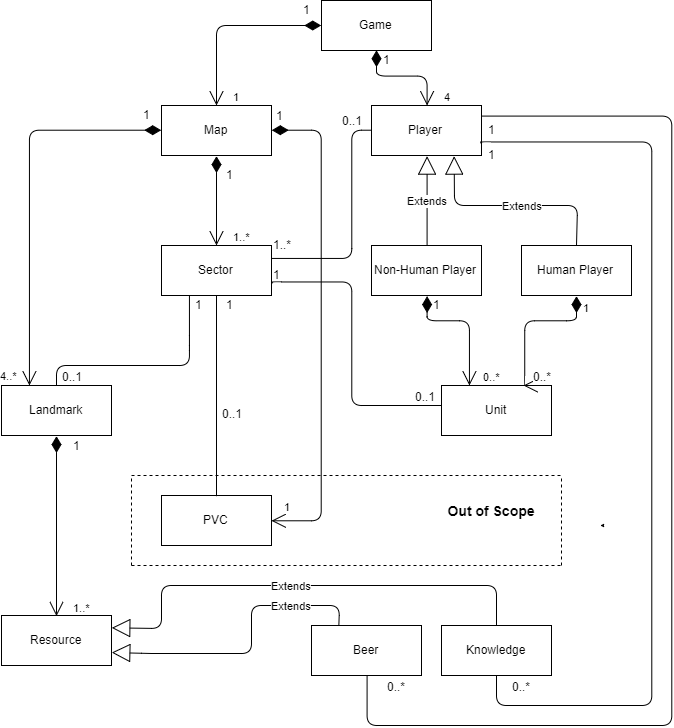 1
Game
1
1
4
1
Map
1
0..1
Player
1
1
1
Extends
Extends
1..*
1..*
Sector
1
Non-Human Player
Human Player
1
1
1
1
4..*
0..1
0..*
0..*
0..1
Landmark
0..1
Unit
1
1
PVC
Out of Scope
Extends
1..*
Extends
Resource
Beer
Knowledge
0..*
0..*